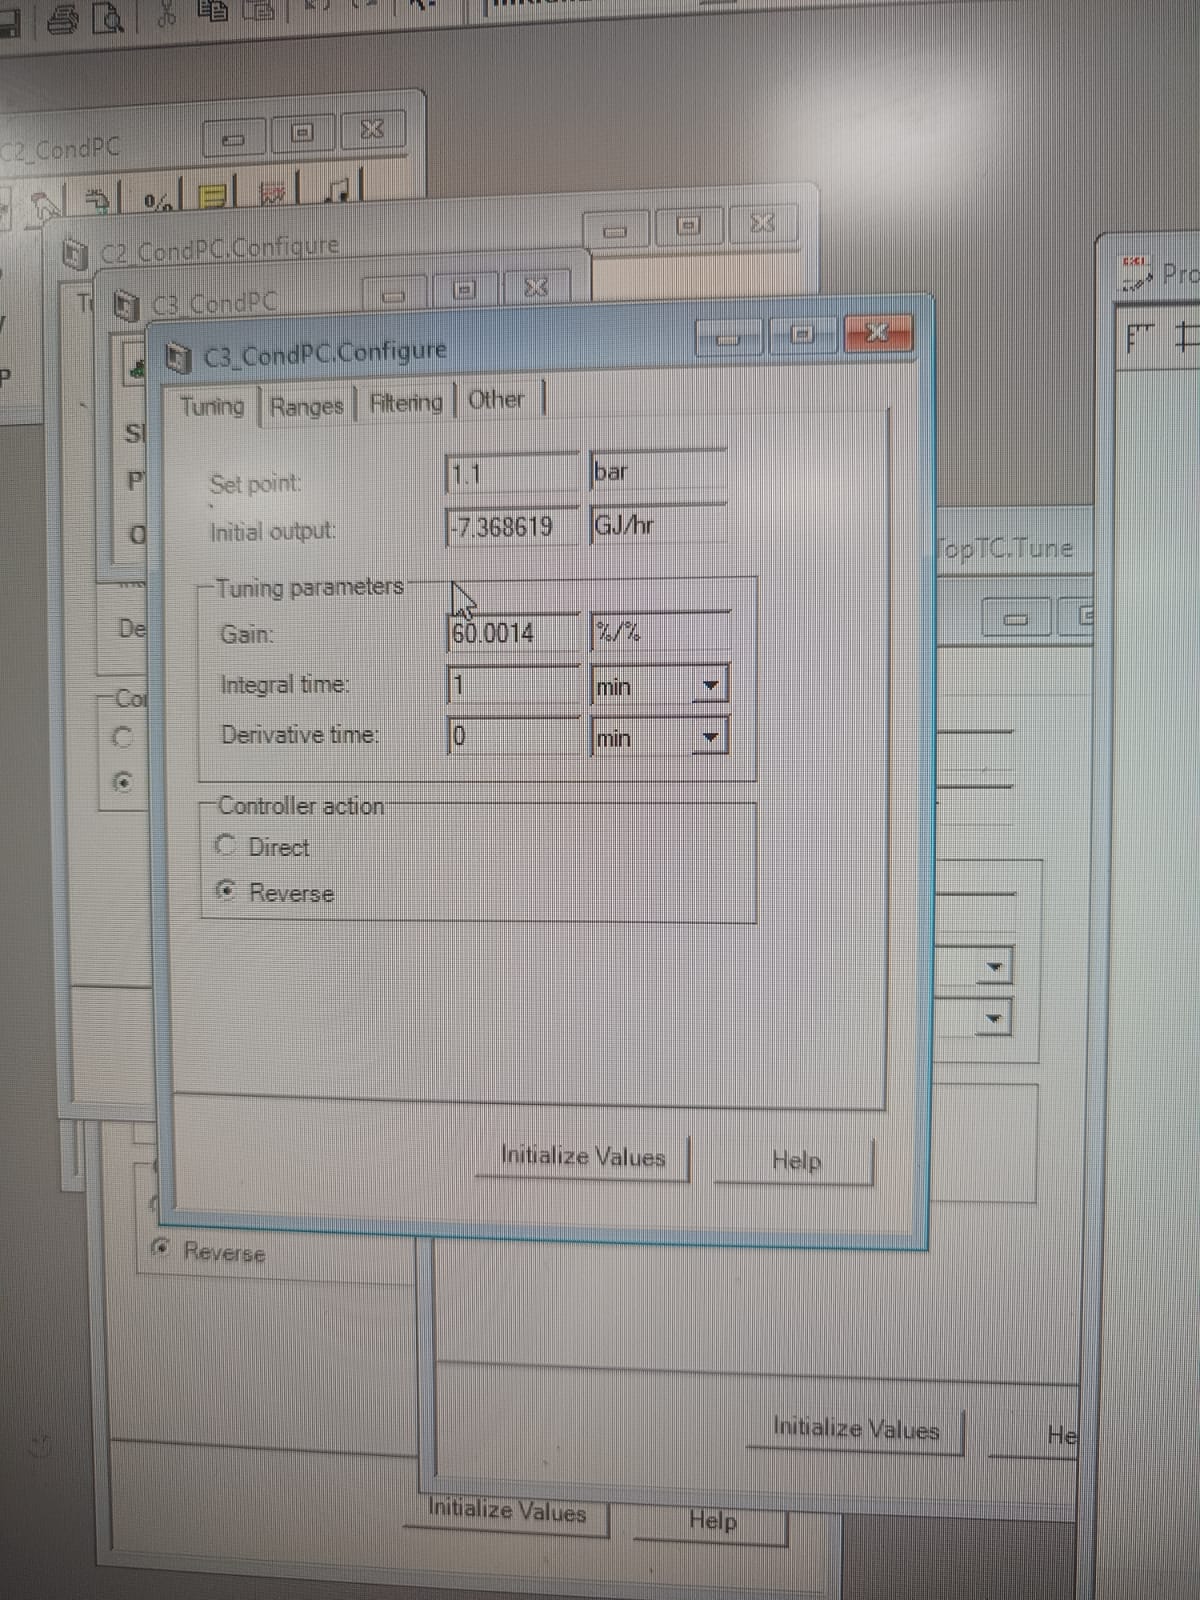 C2_CondPC
%
C2_CondPC.Configure
C3_CondPC
C3_CondPC.Configure
Tuning
Ranges
Filtering
Other
Set point:
1.1
bar
Initial output:
-7.368619
GJ/hr
Tuning parameters
Gain:
60.0014
%/%
Integral time:
1
min
Derivative time:
0
min
Controller action
Direct
Reverse
Initialize Values
Help
Pro
TopTC.Tune
De
Reverse
Initialize Values
He
Initialize Values
Help